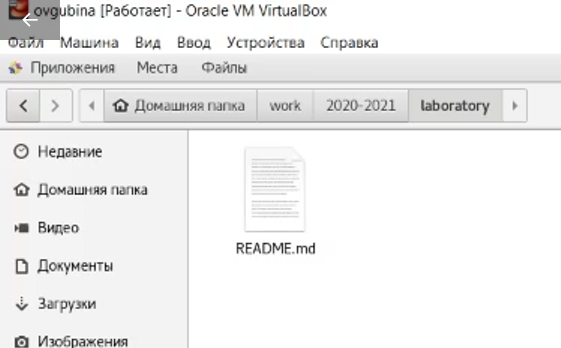 ovgubina [Работает] - Oracle VM VirtualBox
Файл Машина Вид Ввод Устройства Справка
Приложения Места Файлы
Домашняя папка work 2020-2021 laboratory
Недавние
Домашняя папка
Видео
Документы
Загрузки
Изображения
README.md